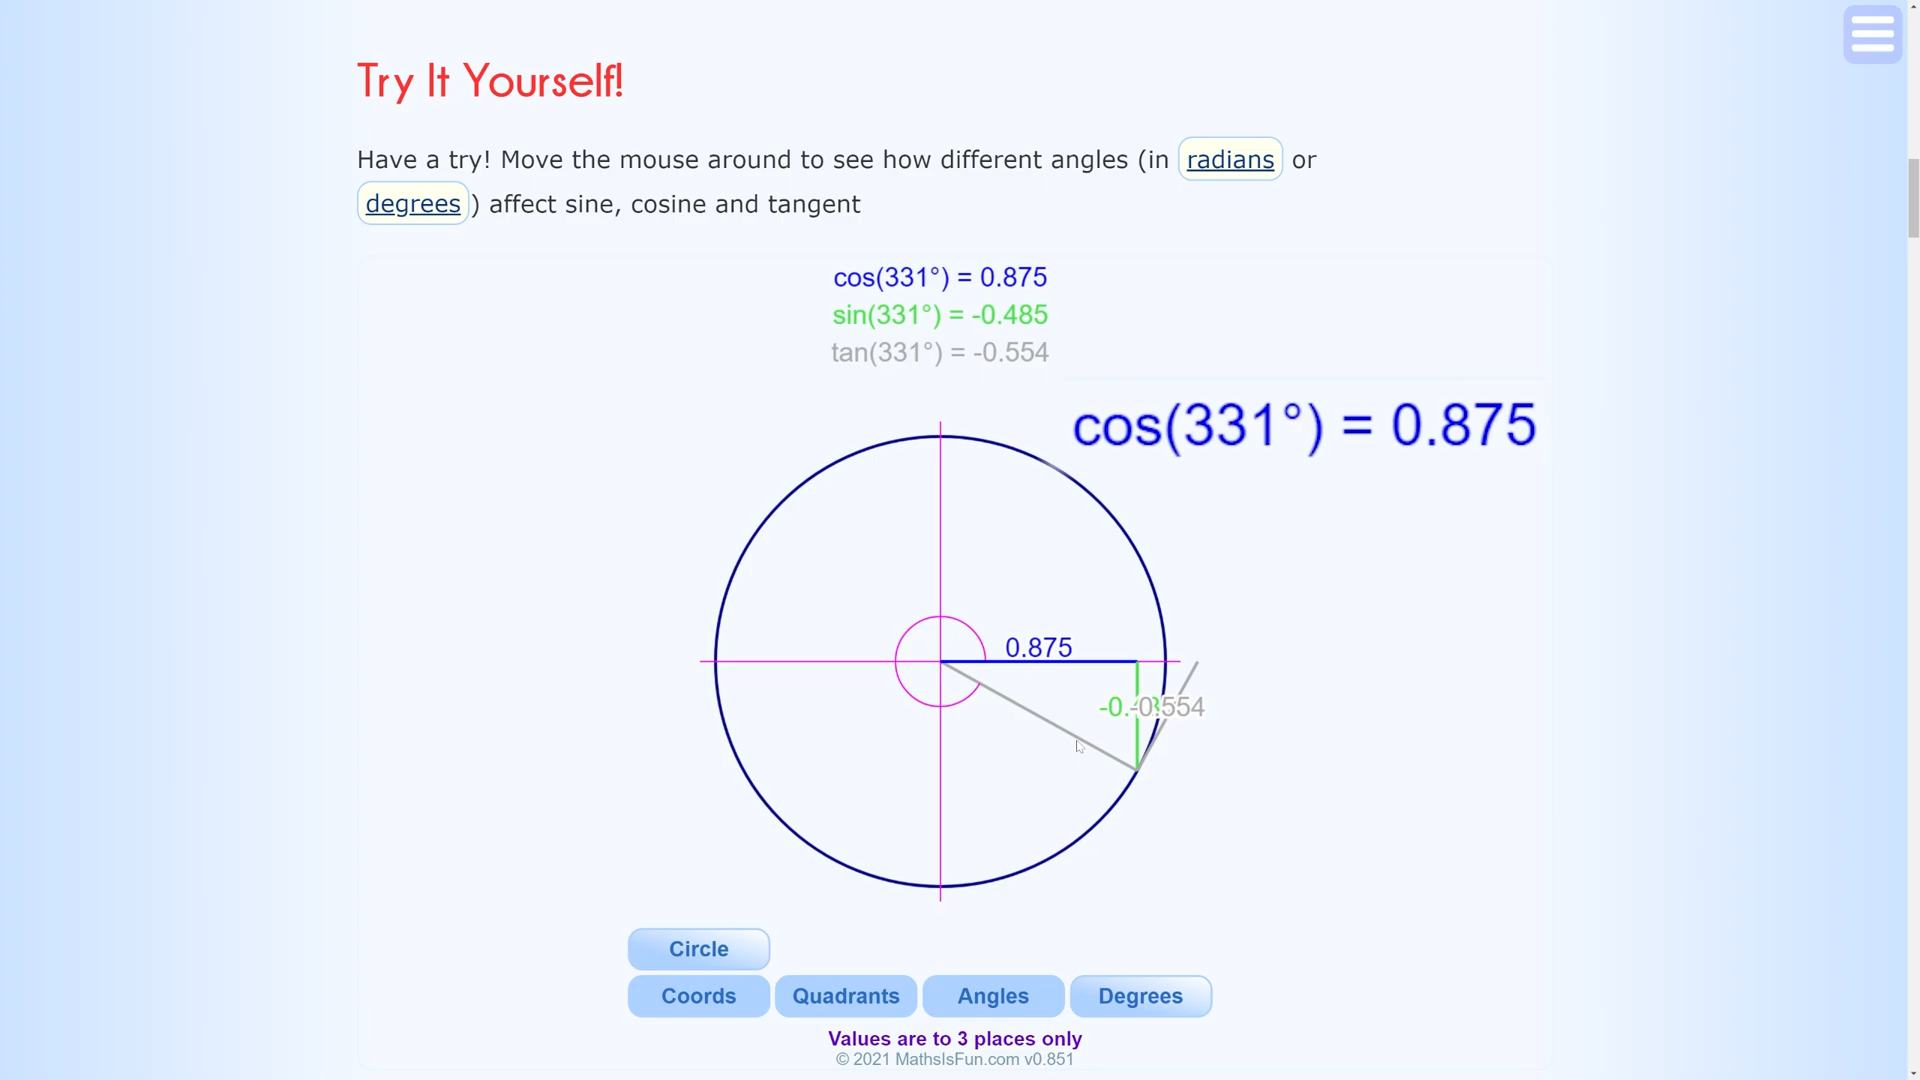 Try It Yourself!
Have a try! Move the mouse around to see how different angles (in radians or
degrees) affect sine, cosine and tangent
cos(331°) = 0.875
sin(331°) = -0.485
tan(331°) = -0.554
cos(331°) = 0.875
0.875
-0.554
Circle
Coords Quadrants Angles Degrees
Values are to 3 places only
© 2021 MathsIsFun.com v0.851